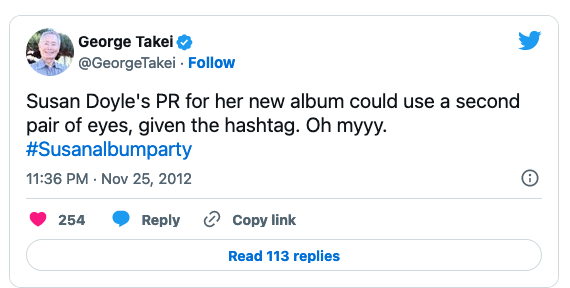 George Takei
@GeorgeTakei · Follow
Susan Doyle's PR for her new album could use a second
pair of eyes, given the hashtag. Oh myyy.
#Susanalbumparty
11:36 PM · Nov 25, 2012
254 Reply Copy link
Read 113 replies